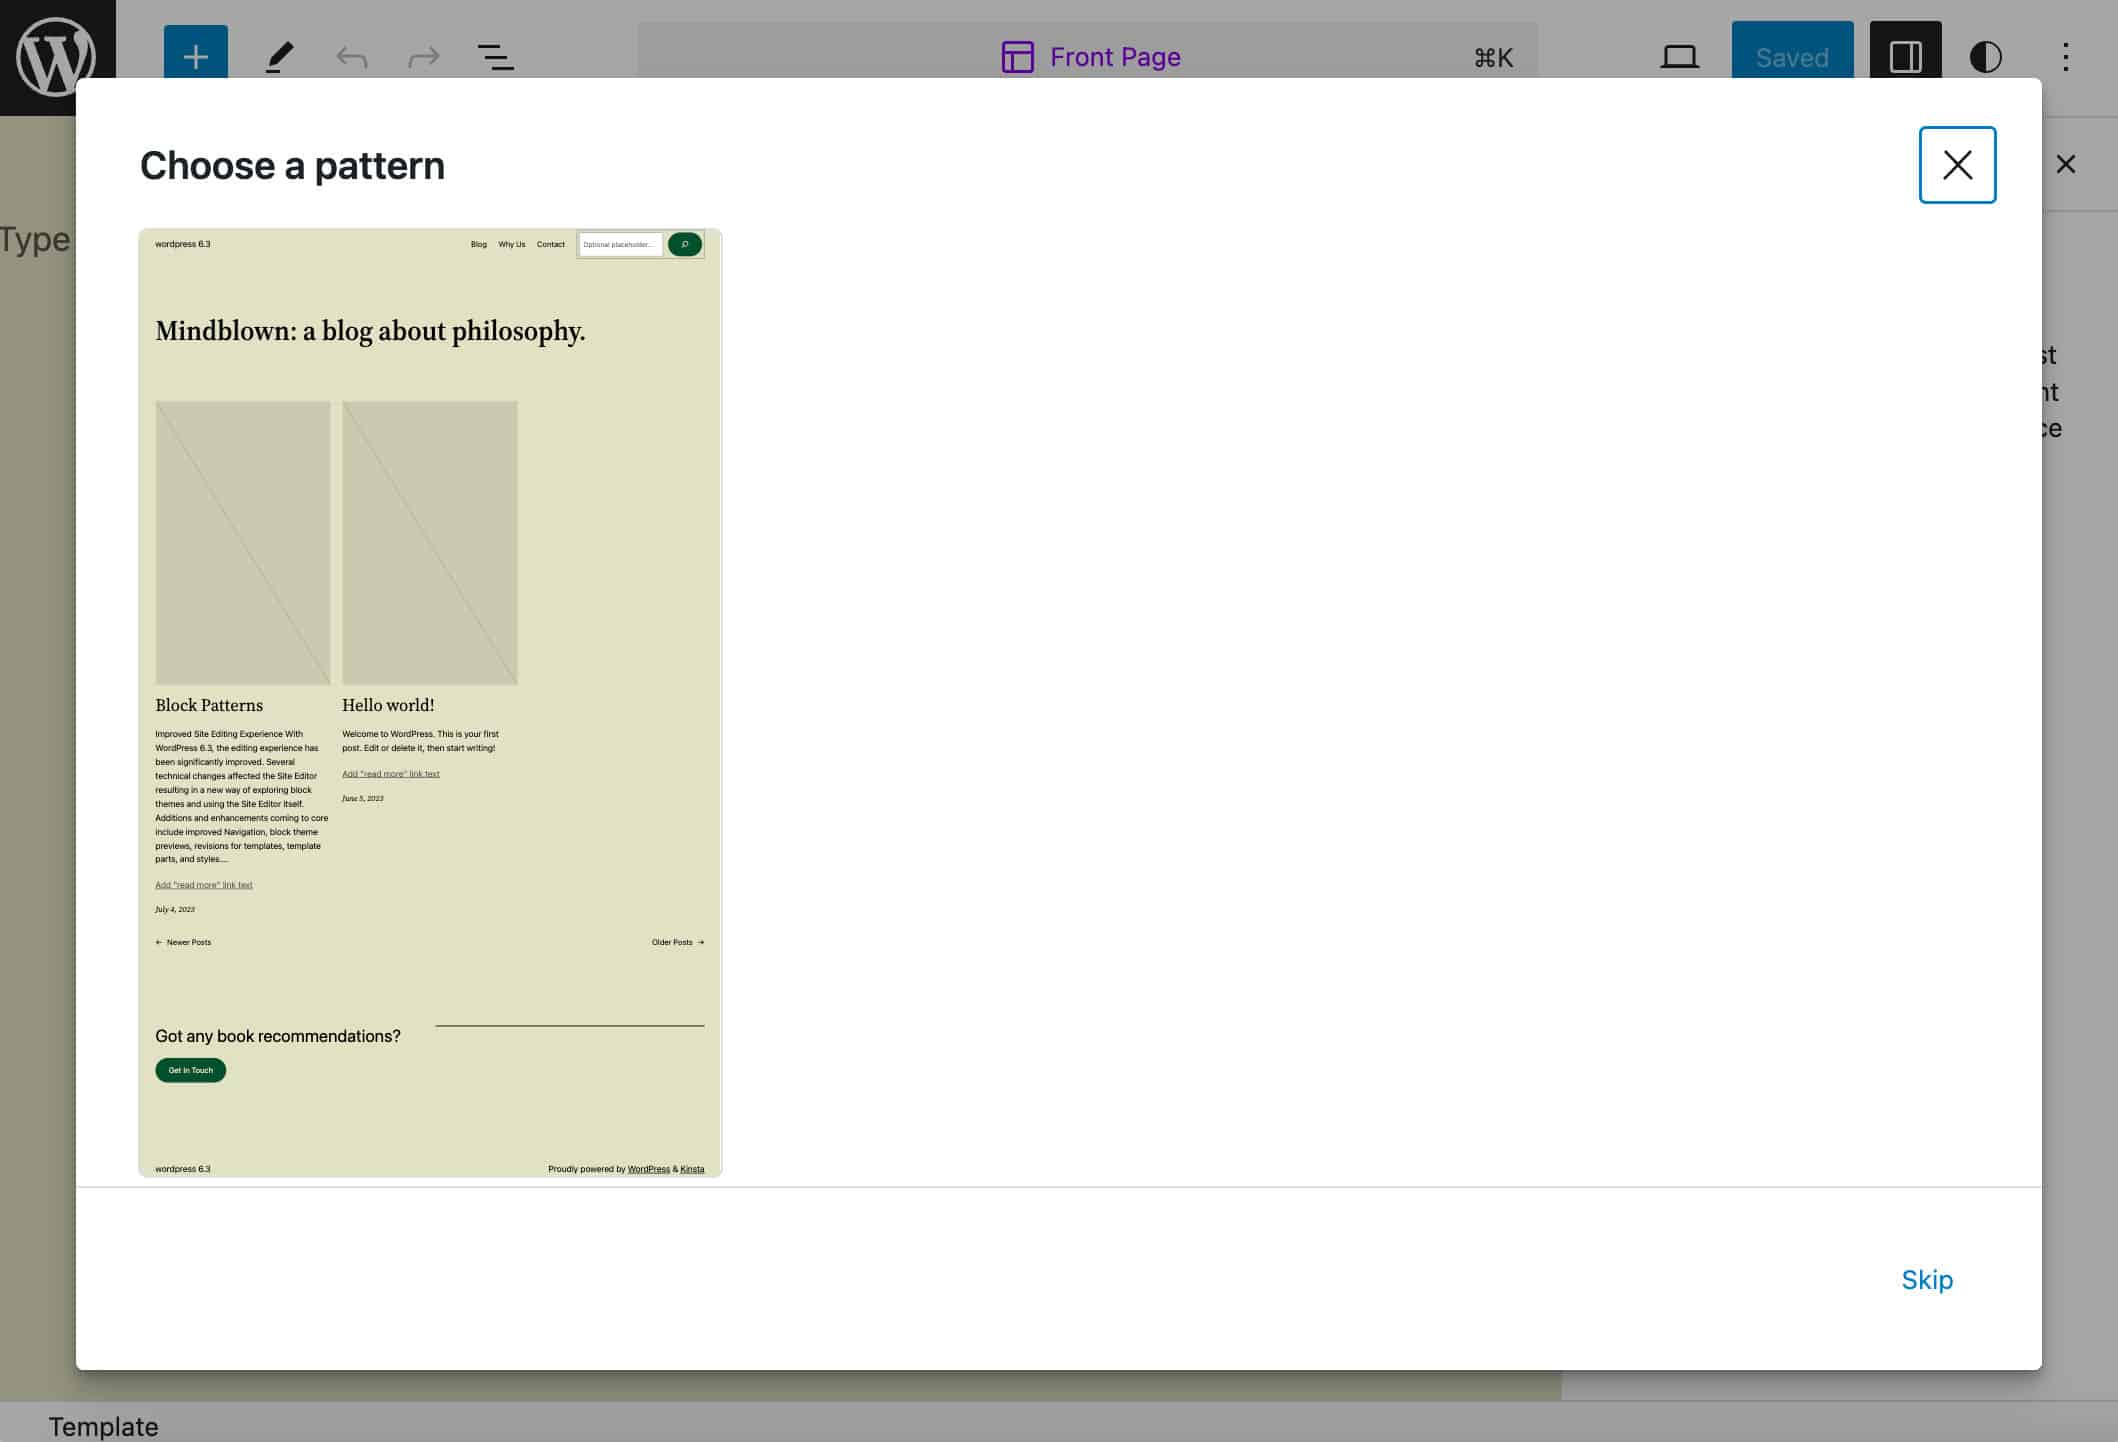 Front Page
⌘K
Saved
Choose a pattern
Type
wordpress 6.3
Blog Why Us Contact Optional placeholder...
Mindblown: a blog about philosophy.
Block Patterns
Improved Site Editing Experience With
WordPress 6.3, the editing experience has
been significantly improved. Several
technical changes affected the Site Editor
resulting in a new way of exploring block
themes and using the Site Editor itself.
Additions and enhancements coming to core
include improved Navigation, block theme
previews, revisions for templates, template
parts, and styles....
Add "read more" link text
July 4, 2023
Hello world!
Welcome to WordPress. This is your first
post. Edit or delete it, then start writing!
Add "read more" link text
June 5, 2023
← Newer Posts
Older Posts →
Got any book recommendations?
Get In Touch
wordpress 6.3
Proudly powered by WordPress & Kinsta
Skip
Template